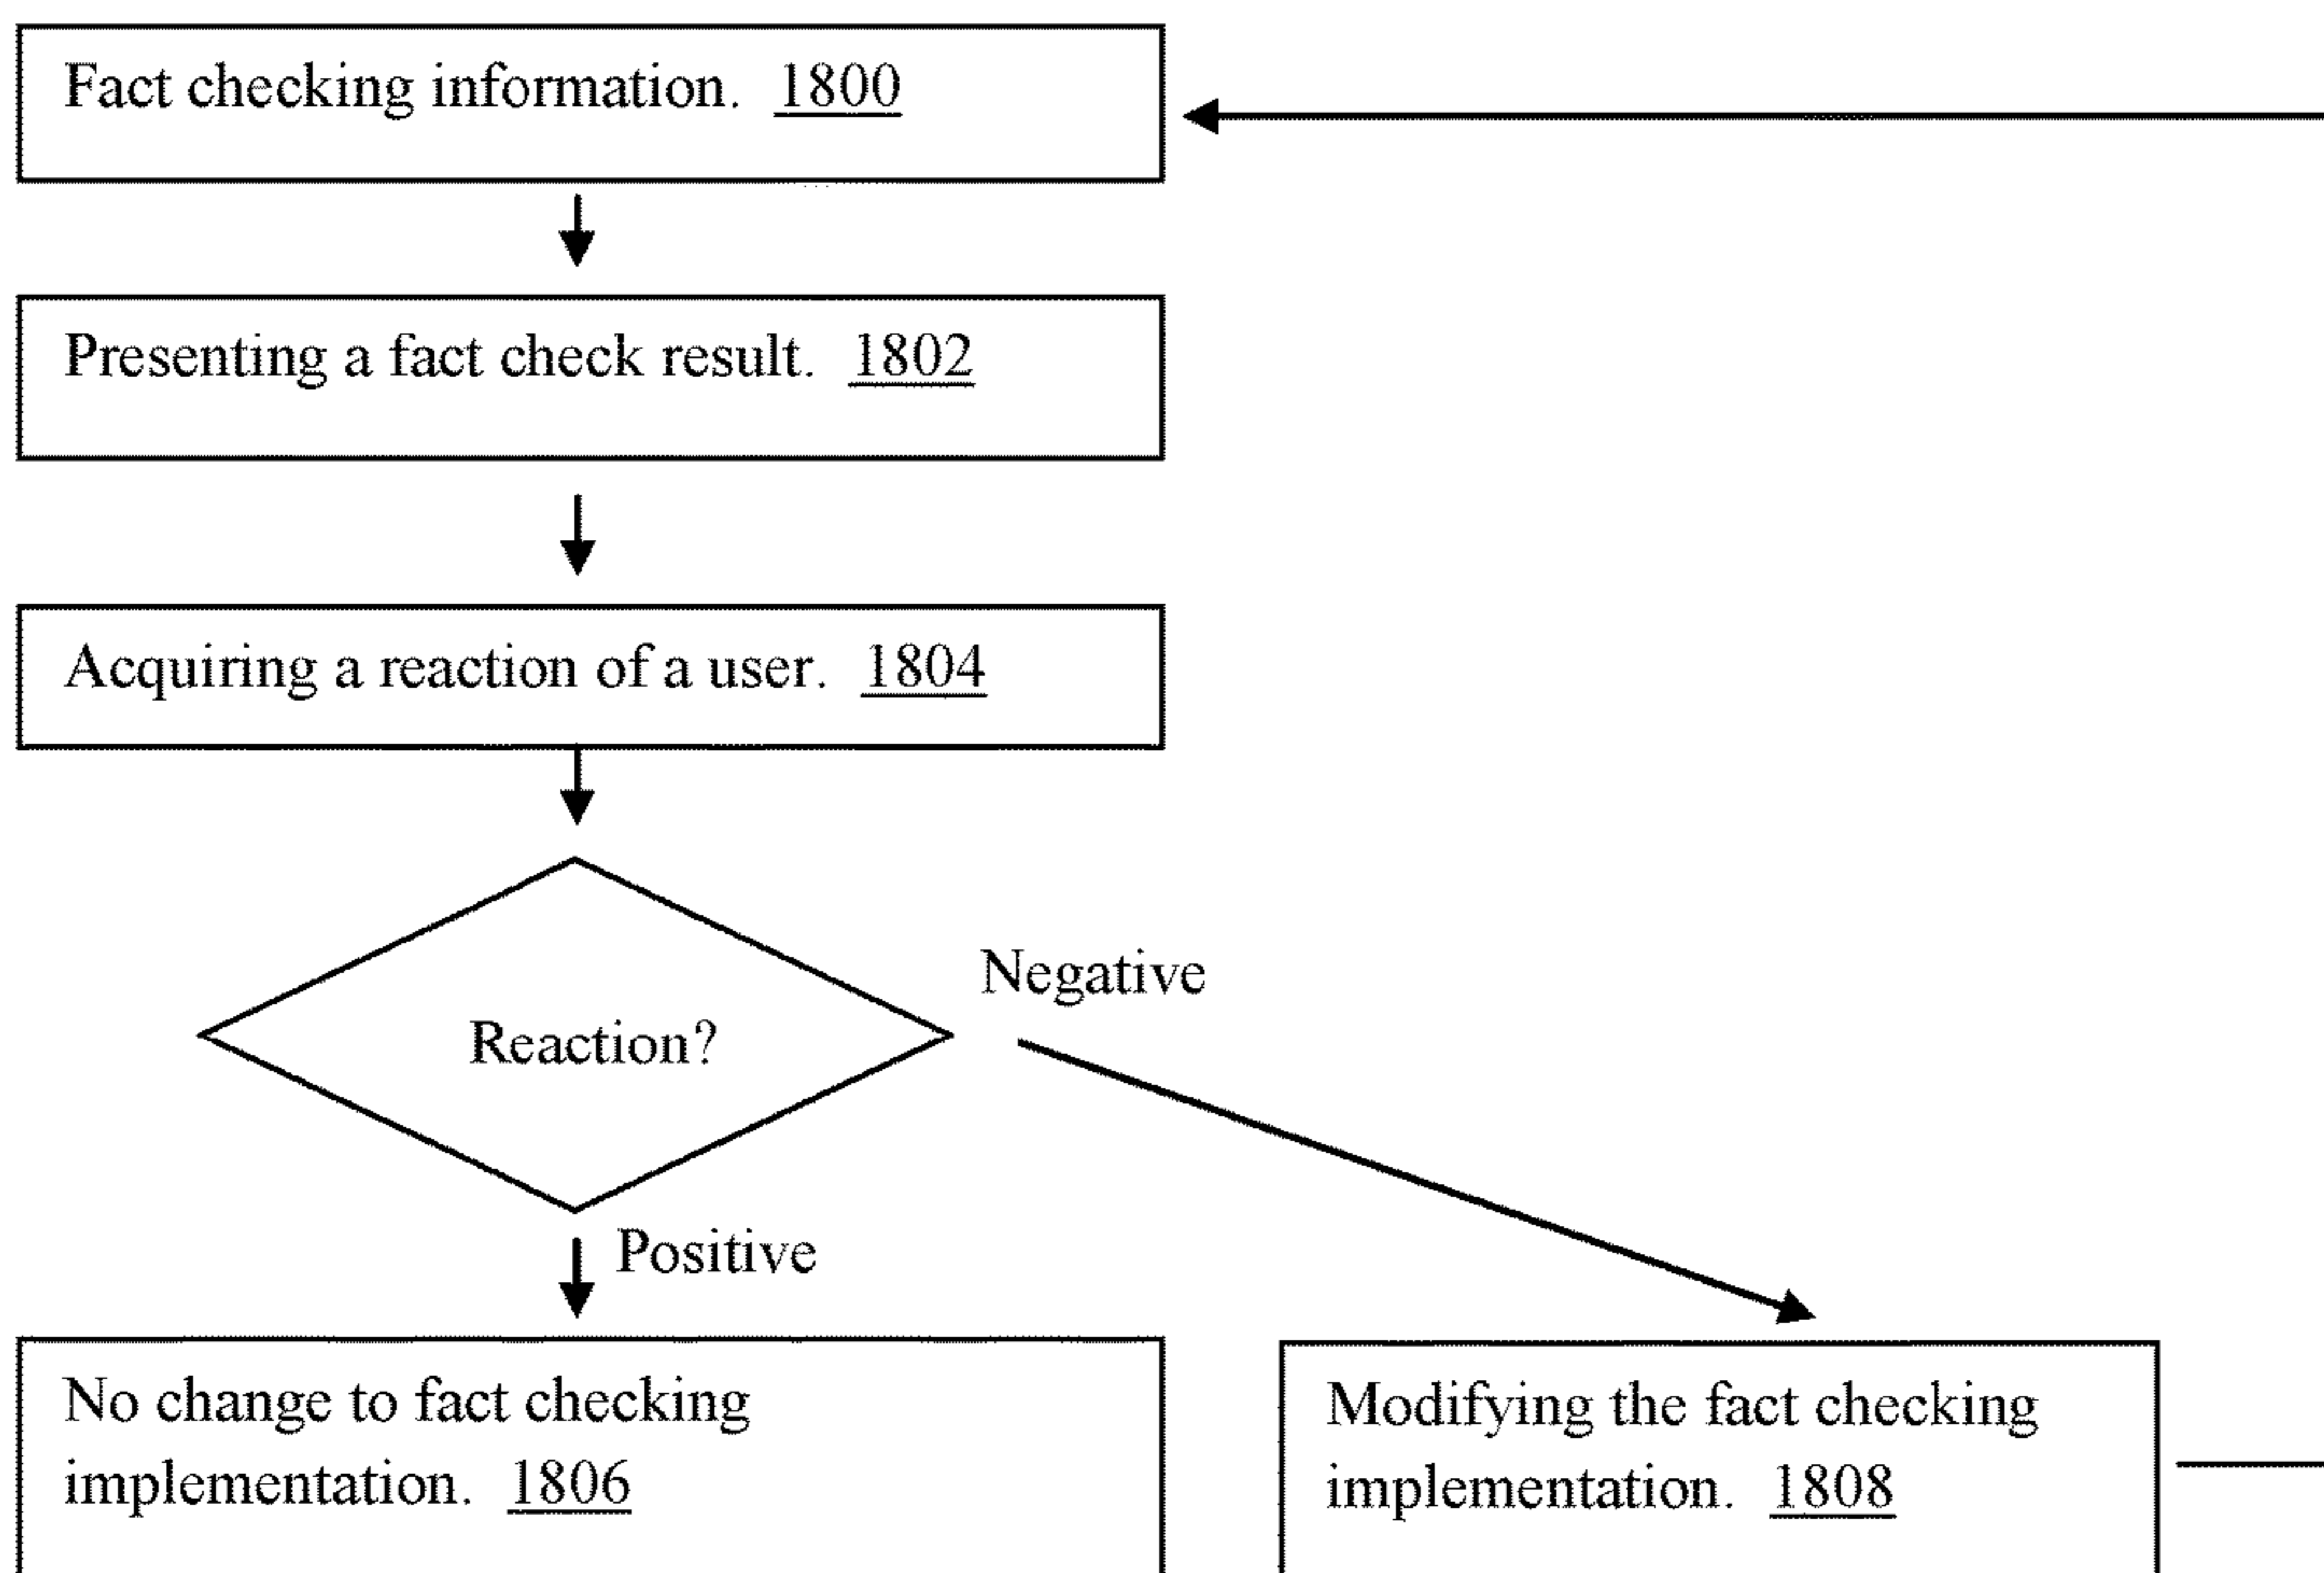 Fact checking information. 1800
Presenting a fact check result. 1802
Acquiring a reaction of a user. 1804
Negative
Reaction?
Positive
No change to fact checking
implementation. 1806
Modifying the fact checking
implementation. 1808